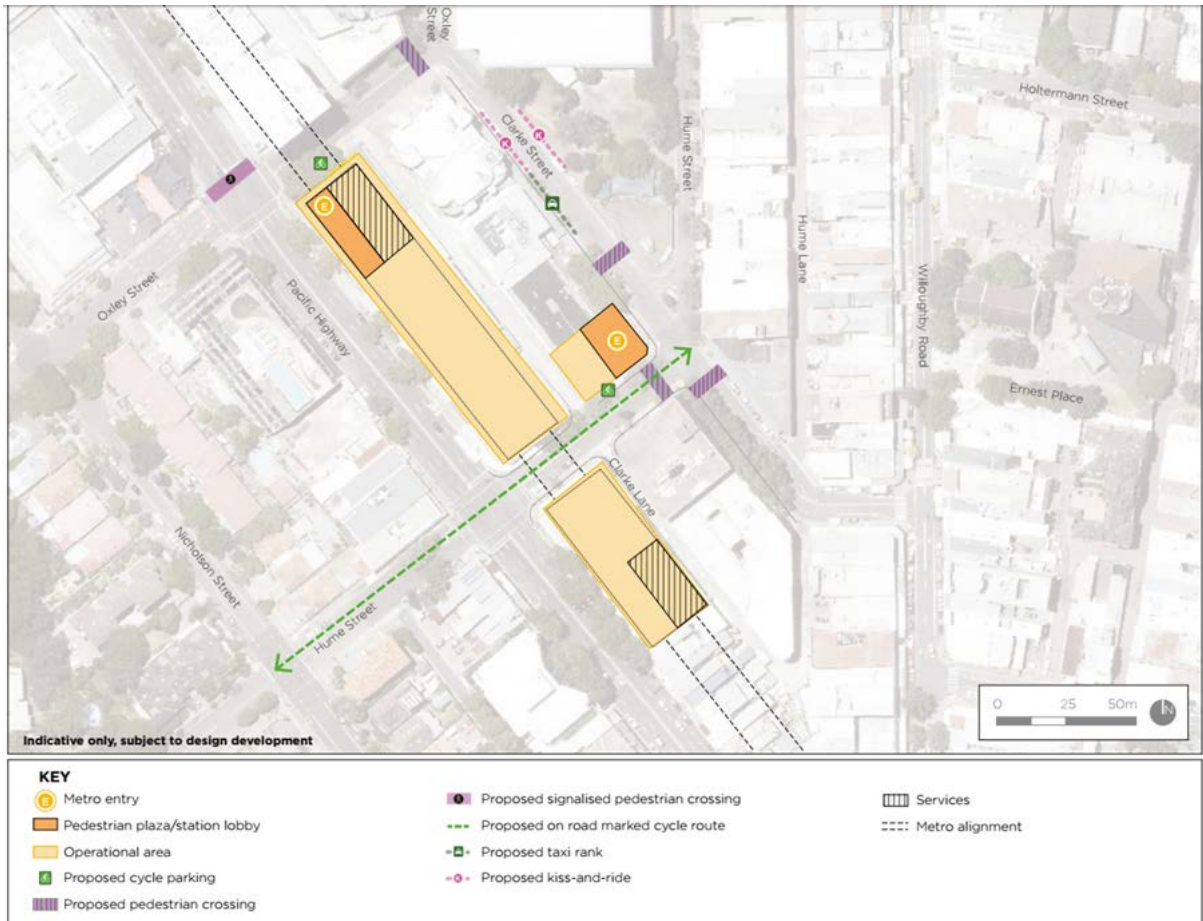 Oxley
Street
Holtermann Street
K
K
Clarke Street
Hume Street
E
Hume Lane
Willoughby Road
Oxley Street
Pacific Highway
E
Ernest Place
Clarke Lane
Nicholson Street
Hume Street
0 25 50m
N
Indicative only, subject to design development
KEY
E Metro entry
Pedestrian plaza/station lobby
Operational area
Proposed cycle parking
Proposed pedestrian crossing
Proposed signalised pedestrian crossing
Proposed on road marked cycle route
Proposed taxi rank
K Proposed kiss-and-ride
Services
Metro alignment